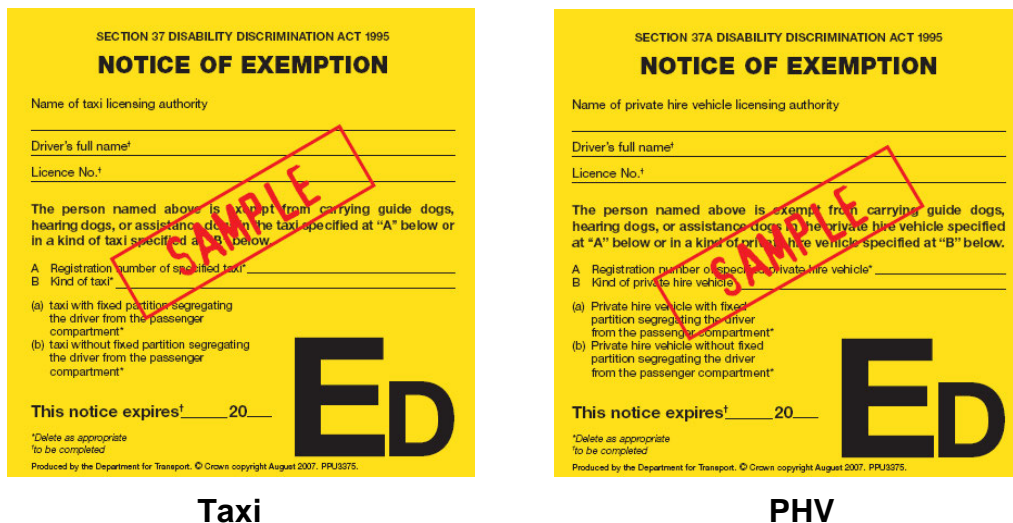 SECTION 37 DISABILITY DISCRIMINATION ACT 1995
NOTICE OF EXEMPTION
Name of taxi licensing authority
Driver's full name†
Licence No.†
The person named above is exempt from carrying guide dogs,
hearing dogs, or assistance dogs in the taxi specified at "A" below or
in a kind of taxi specified at "B" below.
A Registration number of specified taxi*
B Kind of taxi*
(a) taxi with fixed partition segregating
the driver from the passenger
compartment*
(b) taxi without fixed partition segregating
the driver from the passenger
compartment*
This notice expires†______20___
*Delete as appropriate
†to be completed
Produced by the Department for Transport. © Crown copyright August 2007. PPU3375.
ED
SAMPLE
Taxi
SECTION 37A DISABILITY DISCRIMINATION ACT 1995
NOTICE OF EXEMPTION
Name of private hire vehicle licensing authority
Driver's full name†
Licence No.†
The person named above is exempt from carrying guide dogs,
hearing dogs, or assistance dogs in the private hire vehicle specified
at "A" below or in a kind of private hire vehicle specified at "B" below.
A Registration number of specified private hire vehicle*
B Kind of private hire vehicle
(a) Private hire vehicle with fixed
partition segregating the driver
from the passenger compartment*
(b) Private hire vehicle without fixed
partition segregating the driver
from the passenger compartment*
This notice expires†______20___
*Delete as appropriate
†to be completed
Produced by the Department for Transport. © Crown copyright August 2007. PPU3375.
ED
SAMPLE
PHV